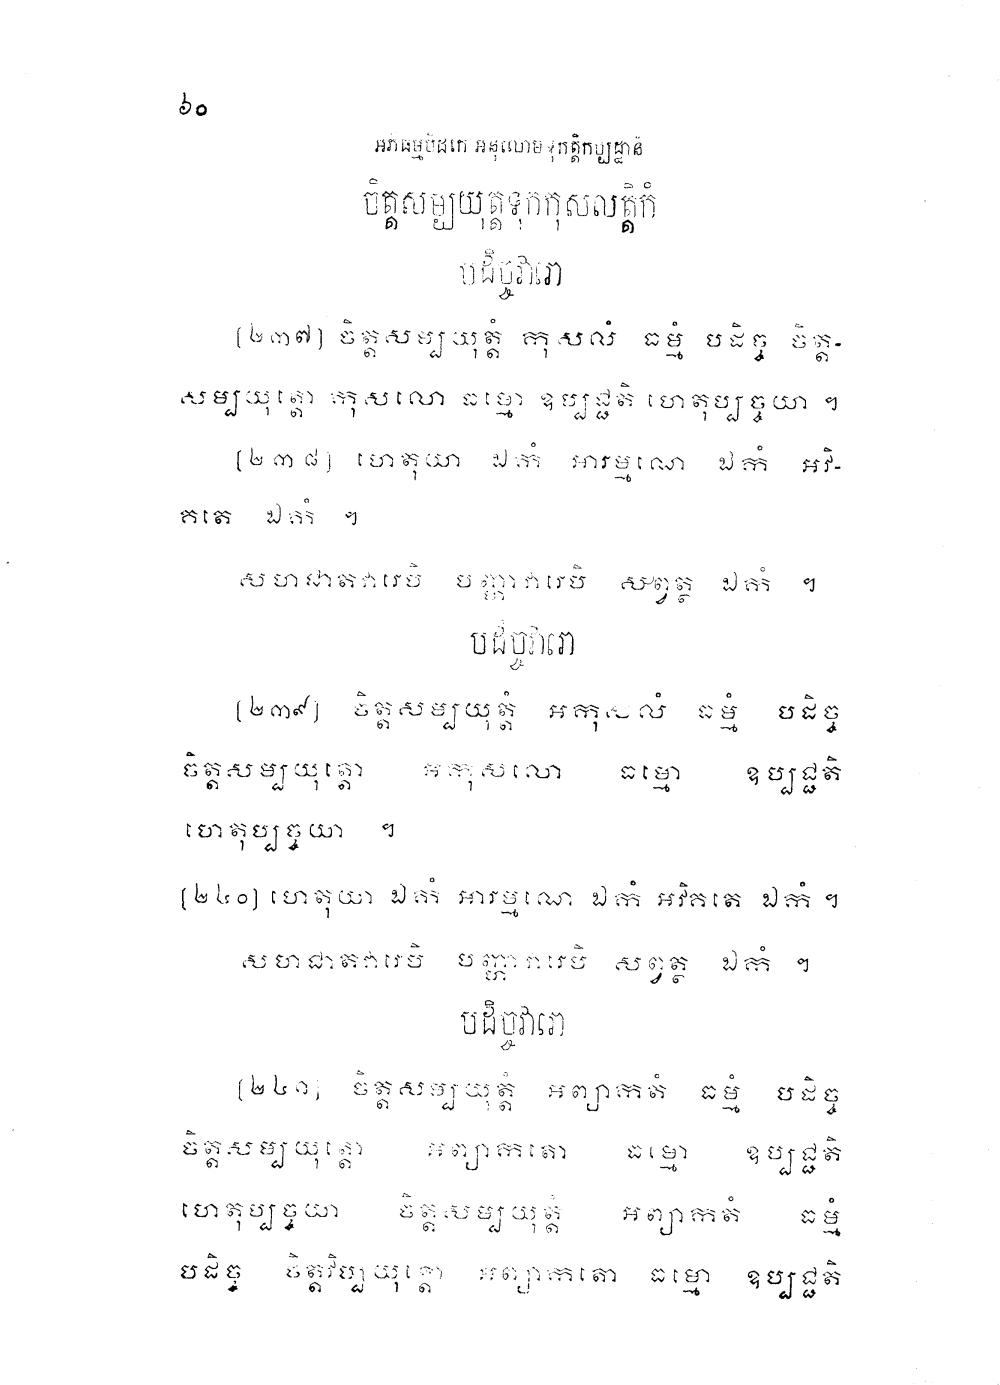 ៦០
អភិធម្មបិដកេ អនុលោមទុកត្តិកប្បដ្ឋានំ
ចិត្តសម្បយុត្តទុកកុសលត្តិកំ
បដិច្ចវារោ
[២៣៧] ចិត្តសម្បយុត្តំ កុសលំ ធម្មំ បដិច្ច ចិត្ត-
សម្បយុត្តោ កុសលោ ធម្មោ ឧប្បជ្ជតិ ហេតុប្បច្ចយា ។
[២៣៨] ហេតុយា ឯកំ អារម្មណេ ឯកំ អវិ-
កតេ ឯកំ ។
សហជាតវារេបិ បញ្ហាវារេបិ សព្វត្ថ ឯកំ ។
បដិច្ចវារោ
[២៣៩] ចិត្តសម្បយុត្តំ អកុសលំ ធម្មំ បដិច្ច
ចិត្តសម្បយុត្តោ អកុសលោ ធម្មោ ឧប្បជ្ជតិ
ហេតុប្បច្ចយា ។
[២៤០] ហេតុយា ឯកំ អារម្មណេ ឯកំ អវិកតេ ឯកំ ។
សហជាតវារេបិ បញ្ហាវារេបិ សព្វត្ថ ឯកំ ។
បដិច្ចវារោ
[២៤១] ចិត្តសម្បយុត្តំ អព្យាកតំ ធម្មំ បដិច្ច
ចិត្តសម្បយុត្តោ អព្យាកតោ ធម្មោ ឧប្បជ្ជតិ
ហេតុប្បច្ចយា ចិត្តសម្បយុត្តំ អព្យាកតំ ធម្មំ
បដិច្ច ចិត្តវិប្បយុត្តោ អព្យាកតោ ធម្មោ ឧប្បជ្ជតិ